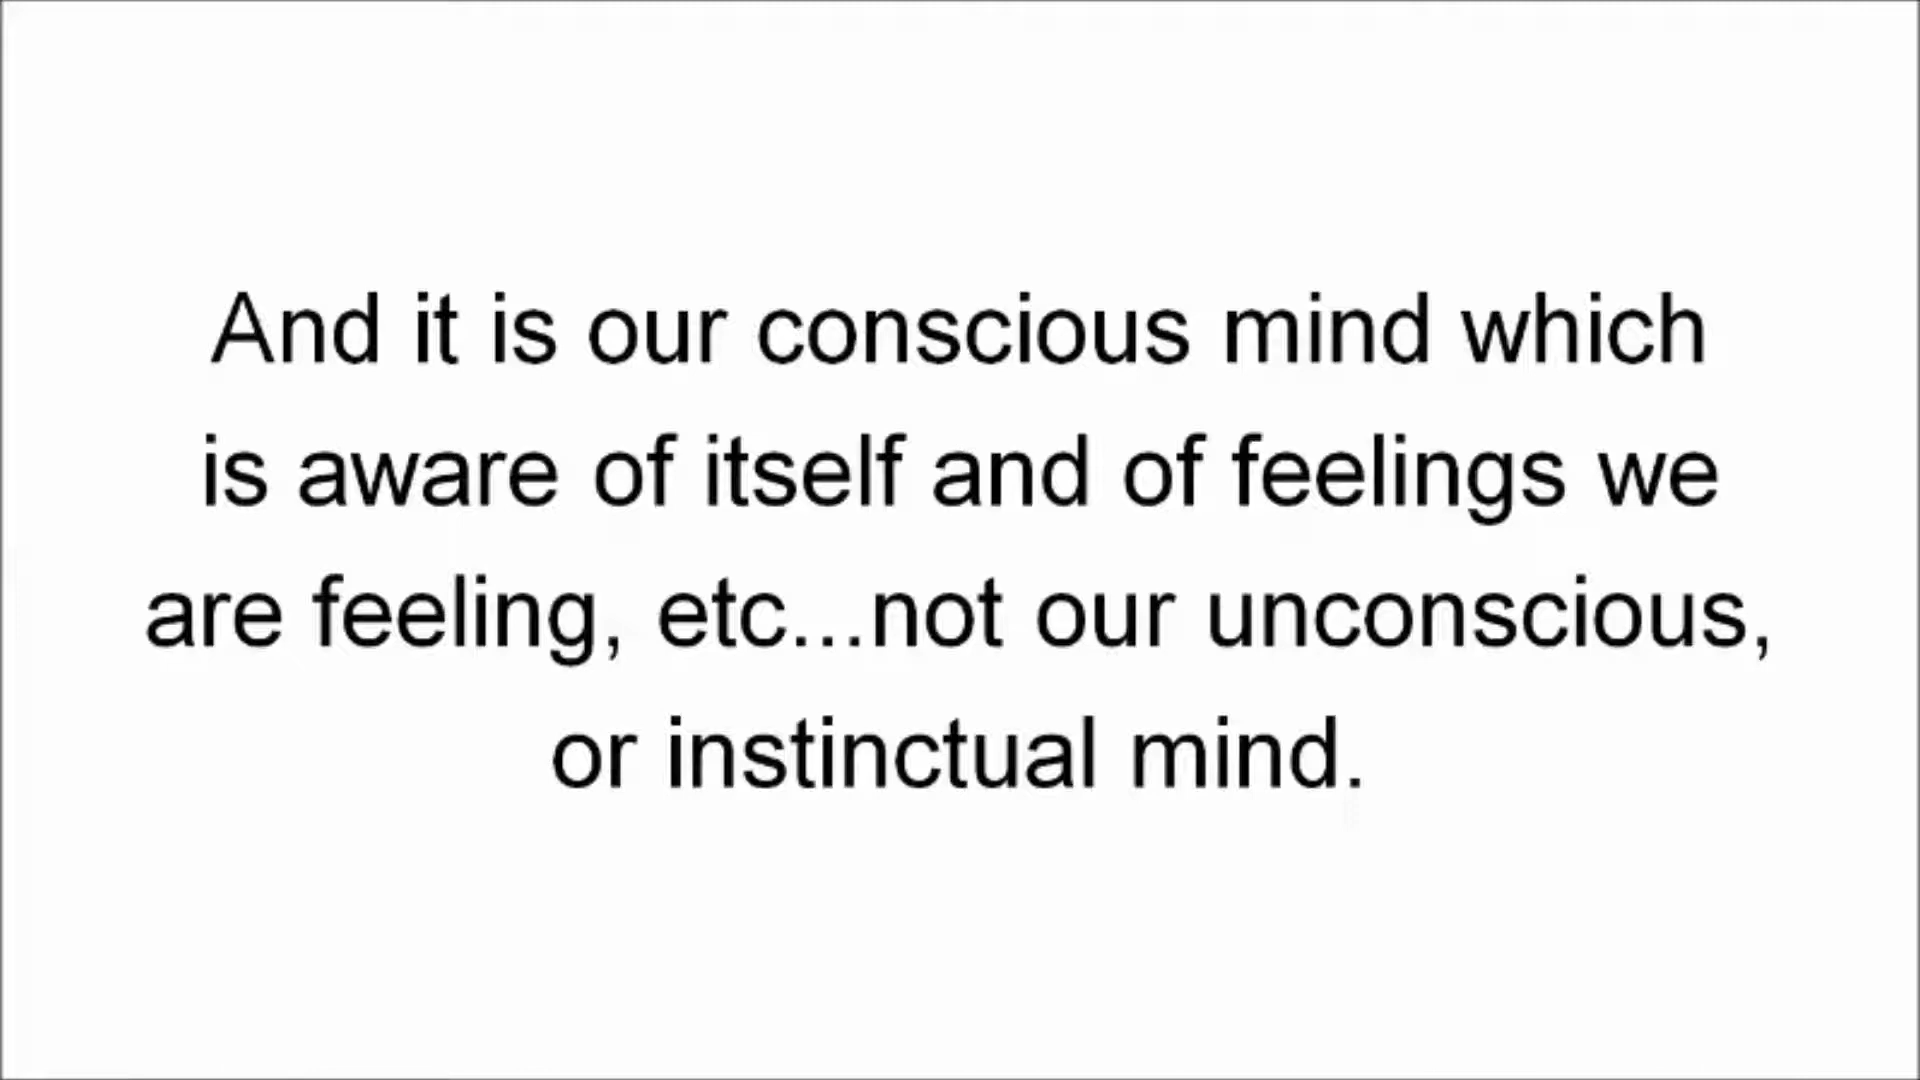 And it is our conscious mind which
is aware of itself and of feelings we
are feeling, etc...not our unconscious,
or instinctual mind.